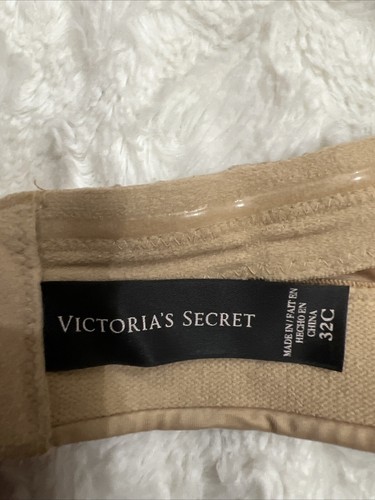 VICTORIA'S SECRET
MADE IN / FAIT EN
HECHO EN
CHINA
32C